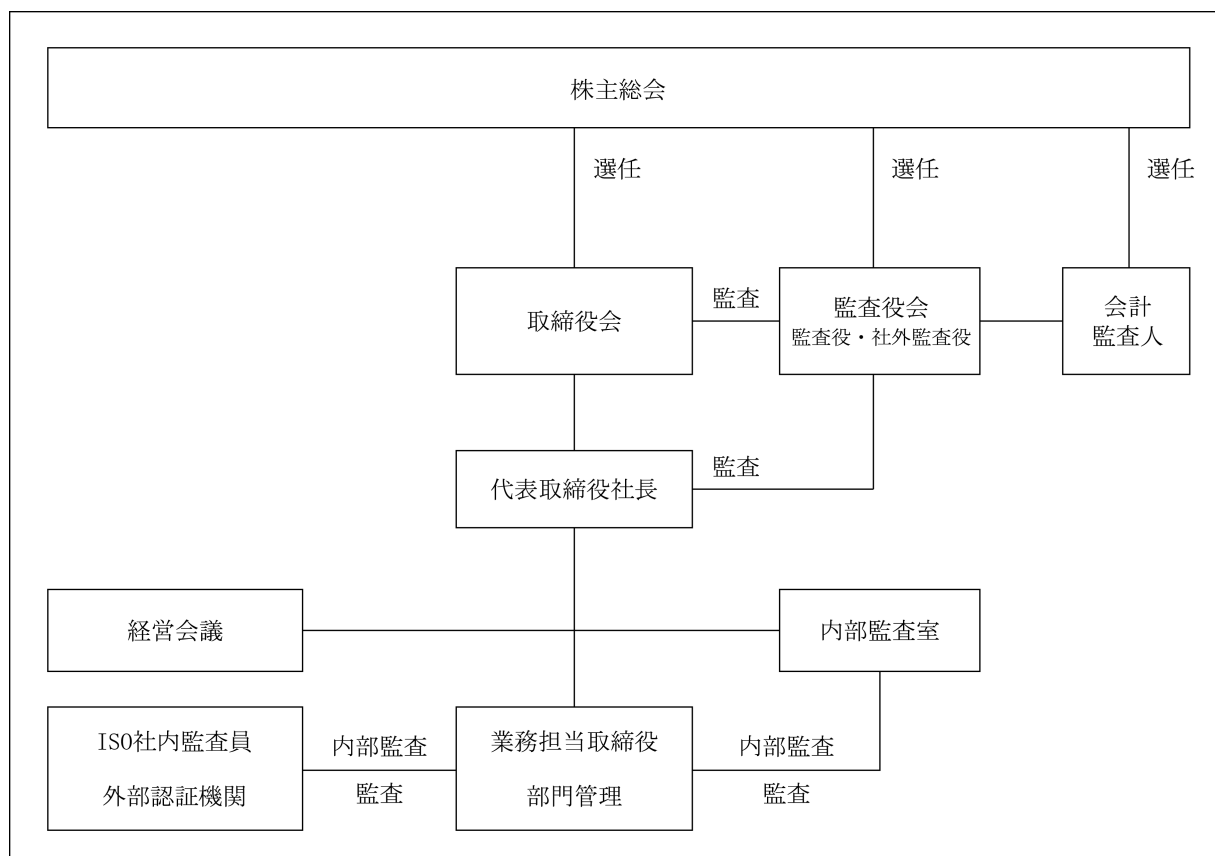 株主総会
選任
選任
選任
取締役会
監査
監査役会
監査役・社外監査役
会計
監査人
代表取締役社長
監査
経営会議
内部監査室
ISO社内監査員
外部認証機関
内部監査
監査
業務担当取締役
部門管理
内部監査
監査